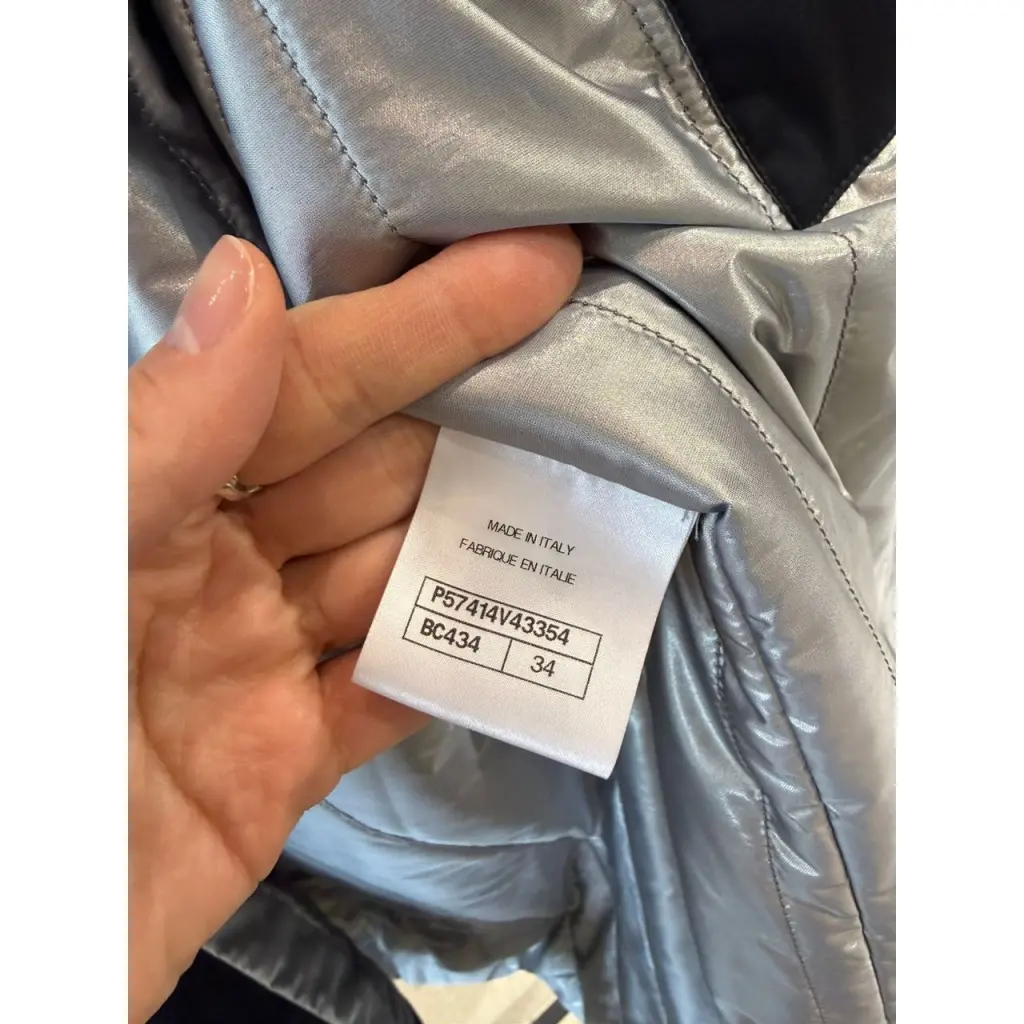 MADE IN ITALY
FABRIQUE EN ITALIE
P57414V43354
BC434 34